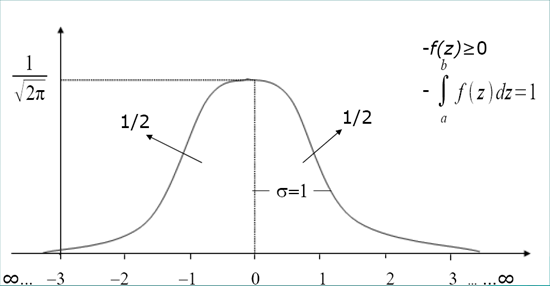 -f(z)≥0
b
- ∫ f(z)dz=1
a
1
√2π
1/2
1/2
σ=1
∞... -3 -2 -1 0 1 2 3 ... ...∞